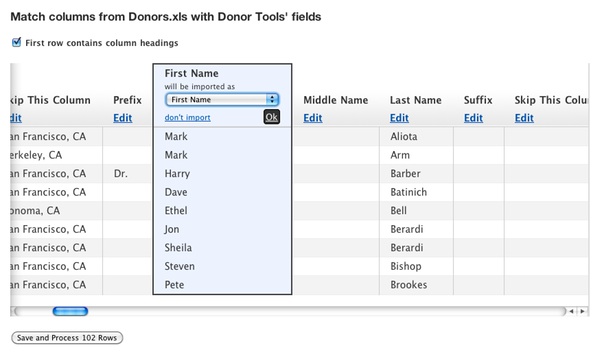 Match columns from Donors.xls with Donor Tools' fields
First row contains column headings
kip This Column Prefix First Name Middle Name Last Name Suffix Skip This Colu
will be imported as
First Name
dit Edit don't import Ok Edit Edit Edit Edit
an Francisco, CA Mark Aliota
erkeley, CA Mark Arm
an Francisco, CA Dr. Harry Barber
an Francisco, CA Dave Batinich
onoma, CA Ethel Bell
an Francisco, CA Jon Berardi
an Francisco, CA Sheila Berardi
an Francisco, CA Steven Bishop
an Francisco, CA Pete Brookes
Save and Process 102 Rows